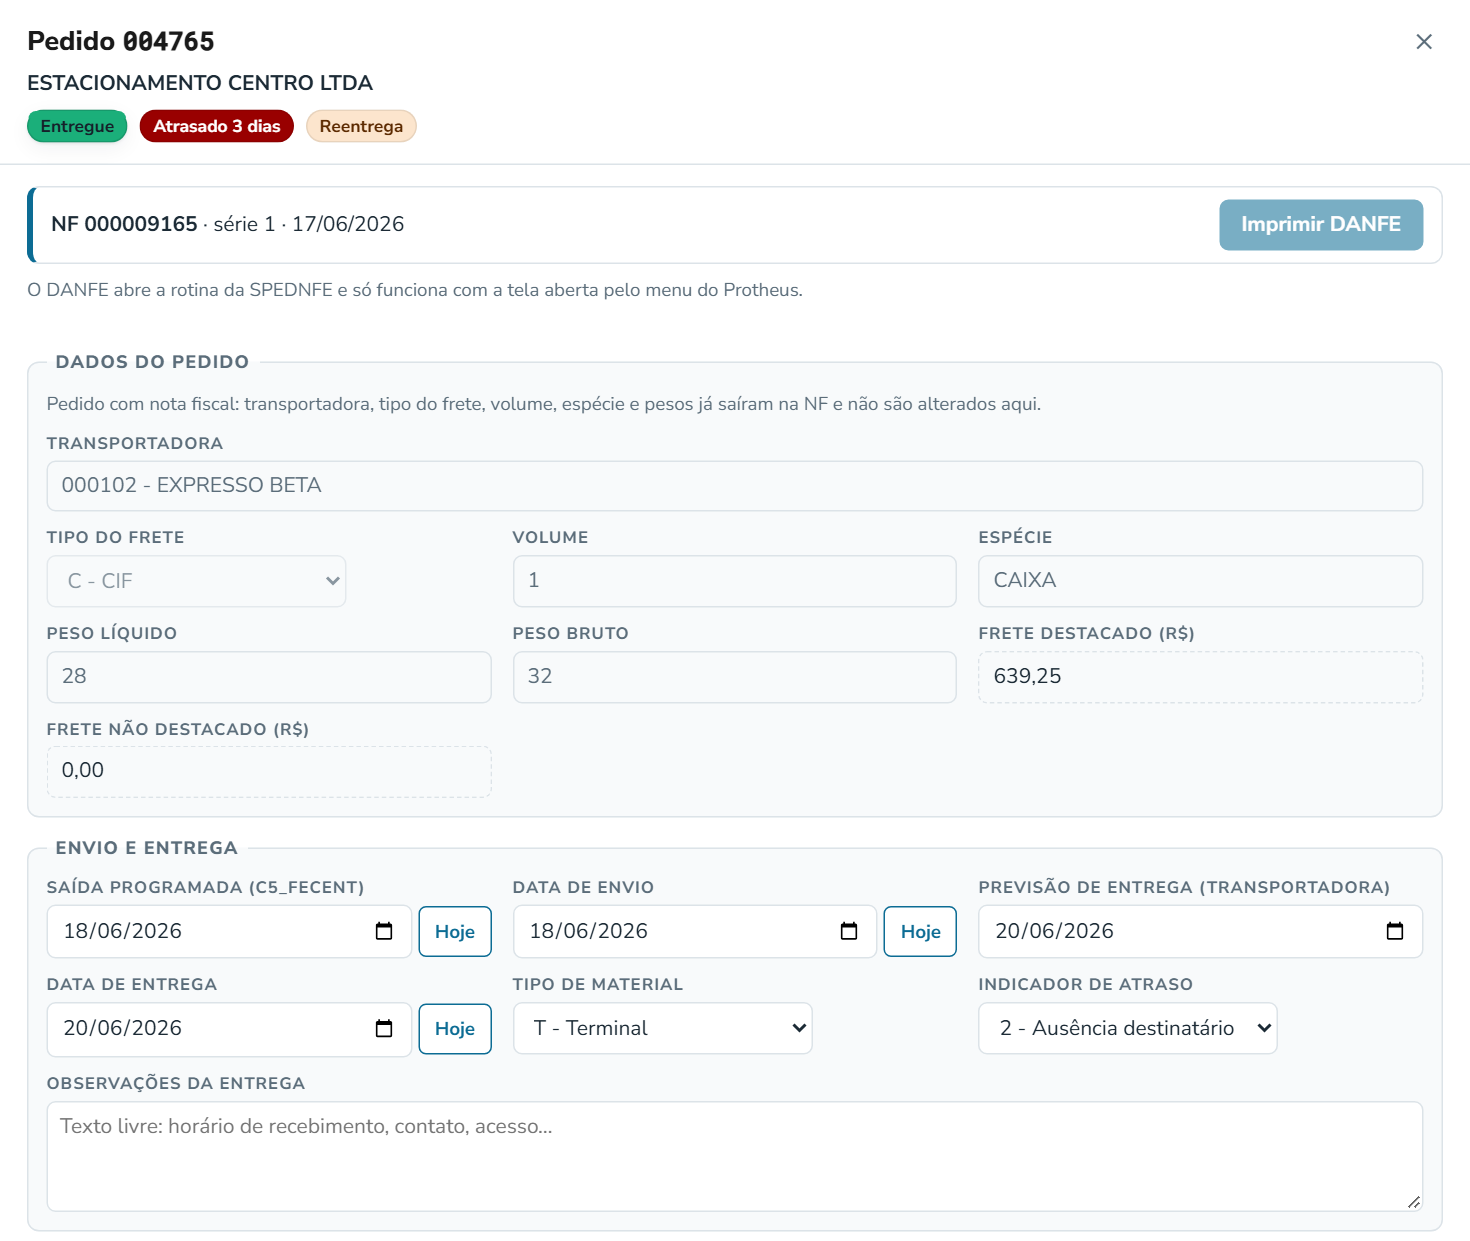 Pedido 004765
ESTACIONAMENTO CENTRO LTDA
Entregue Atrasado 3 dias Reentrega
NF 000009165 · série 1 · 17/06/2026 Imprimir DANFE
O DANFE abre a rotina da SPEDNFE e só funciona com a tela aberta pelo menu do Protheus.
DADOS DO PEDIDO
Pedido com nota fiscal: transportadora, tipo do frete, volume, espécie e pesos já saíram na NF e não são alterados aqui.
TRANSPORTADORA
000102 - EXPRESSO BETA
TIPO DO FRETE VOLUME ESPÉCIE
C - CIF 1 CAIXA
PESO LÍQUIDO PESO BRUTO FRETE DESTACADO (R$)
28 32 639,25
FRETE NÃO DESTACADO (R$)
0,00
ENVIO E ENTREGA
SAÍDA PROGRAMADA (C5_FECENT) DATA DE ENVIO PREVISÃO DE ENTREGA (TRANSPORTADORA)
18/06/2026 Hoje 18/06/2026 Hoje 20/06/2026
DATA DE ENTREGA TIPO DE MATERIAL INDICADOR DE ATRASO
20/06/2026 Hoje T - Terminal 2 - Ausência destinatário
OBSERVAÇÕES DA ENTREGA
Texto livre: horário de recebimento, contato, acesso...